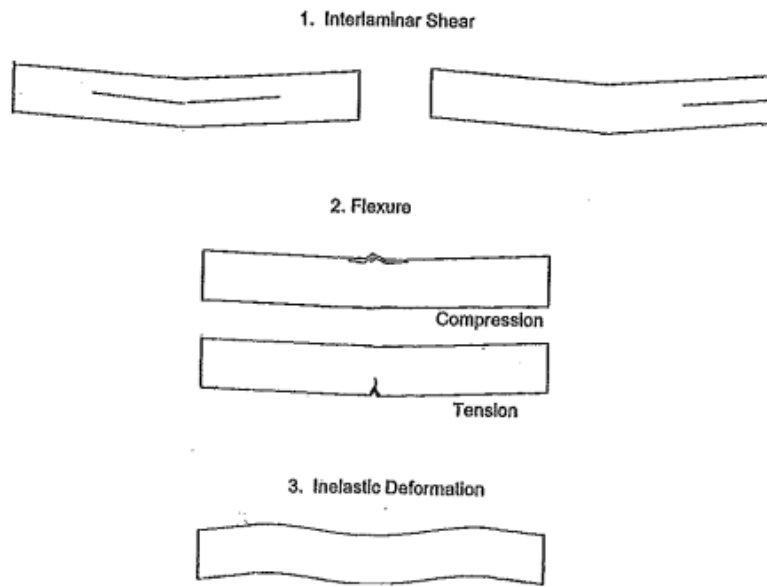 1. Interlaminar Shear
2. Flexure
Compression
Tension
3. Inelastic Deformation